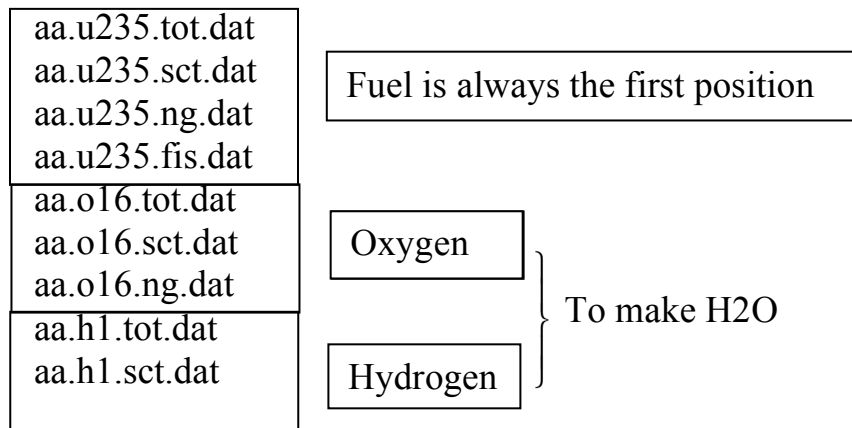 aa.u235.tot.dat
aa.u235.sct.dat
aa.u235.ng.dat
aa.u235.fis.dat
Fuel is always the first position
aa.o16.tot.dat
aa.o16.sct.dat
aa.o16.ng.dat
Oxygen
To make H2O
aa.h1.tot.dat
aa.h1.sct.dat
Hydrogen